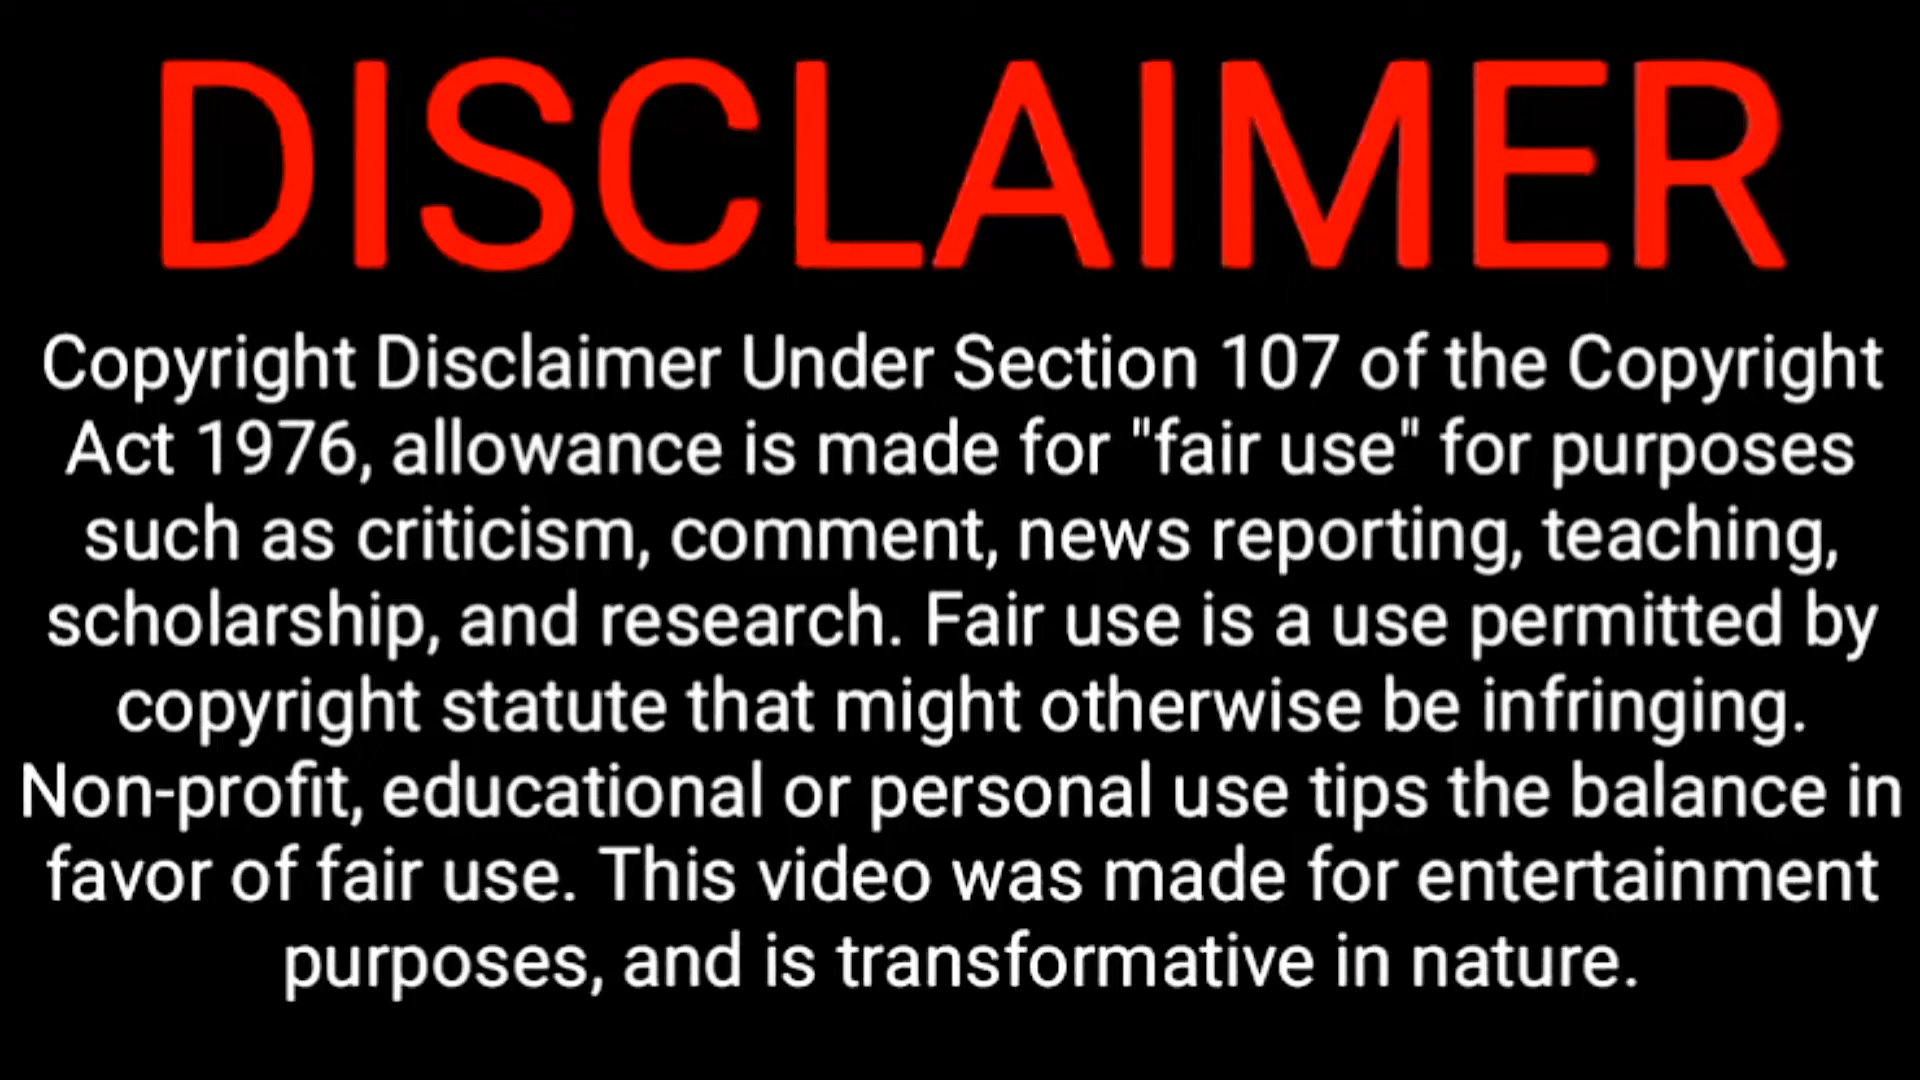 DISCLAIMER
Copyright Disclaimer Under Section 107 of the Copyright
Act 1976, allowance is made for "fair use" for purposes
such as criticism, comment, news reporting, teaching,
scholarship, and research. Fair use is a use permitted by
copyright statute that might otherwise be infringing.
Non-profit, educational or personal use tips the balance in
favor of fair use. This video was made for entertainment
purposes, and is transformative in nature.